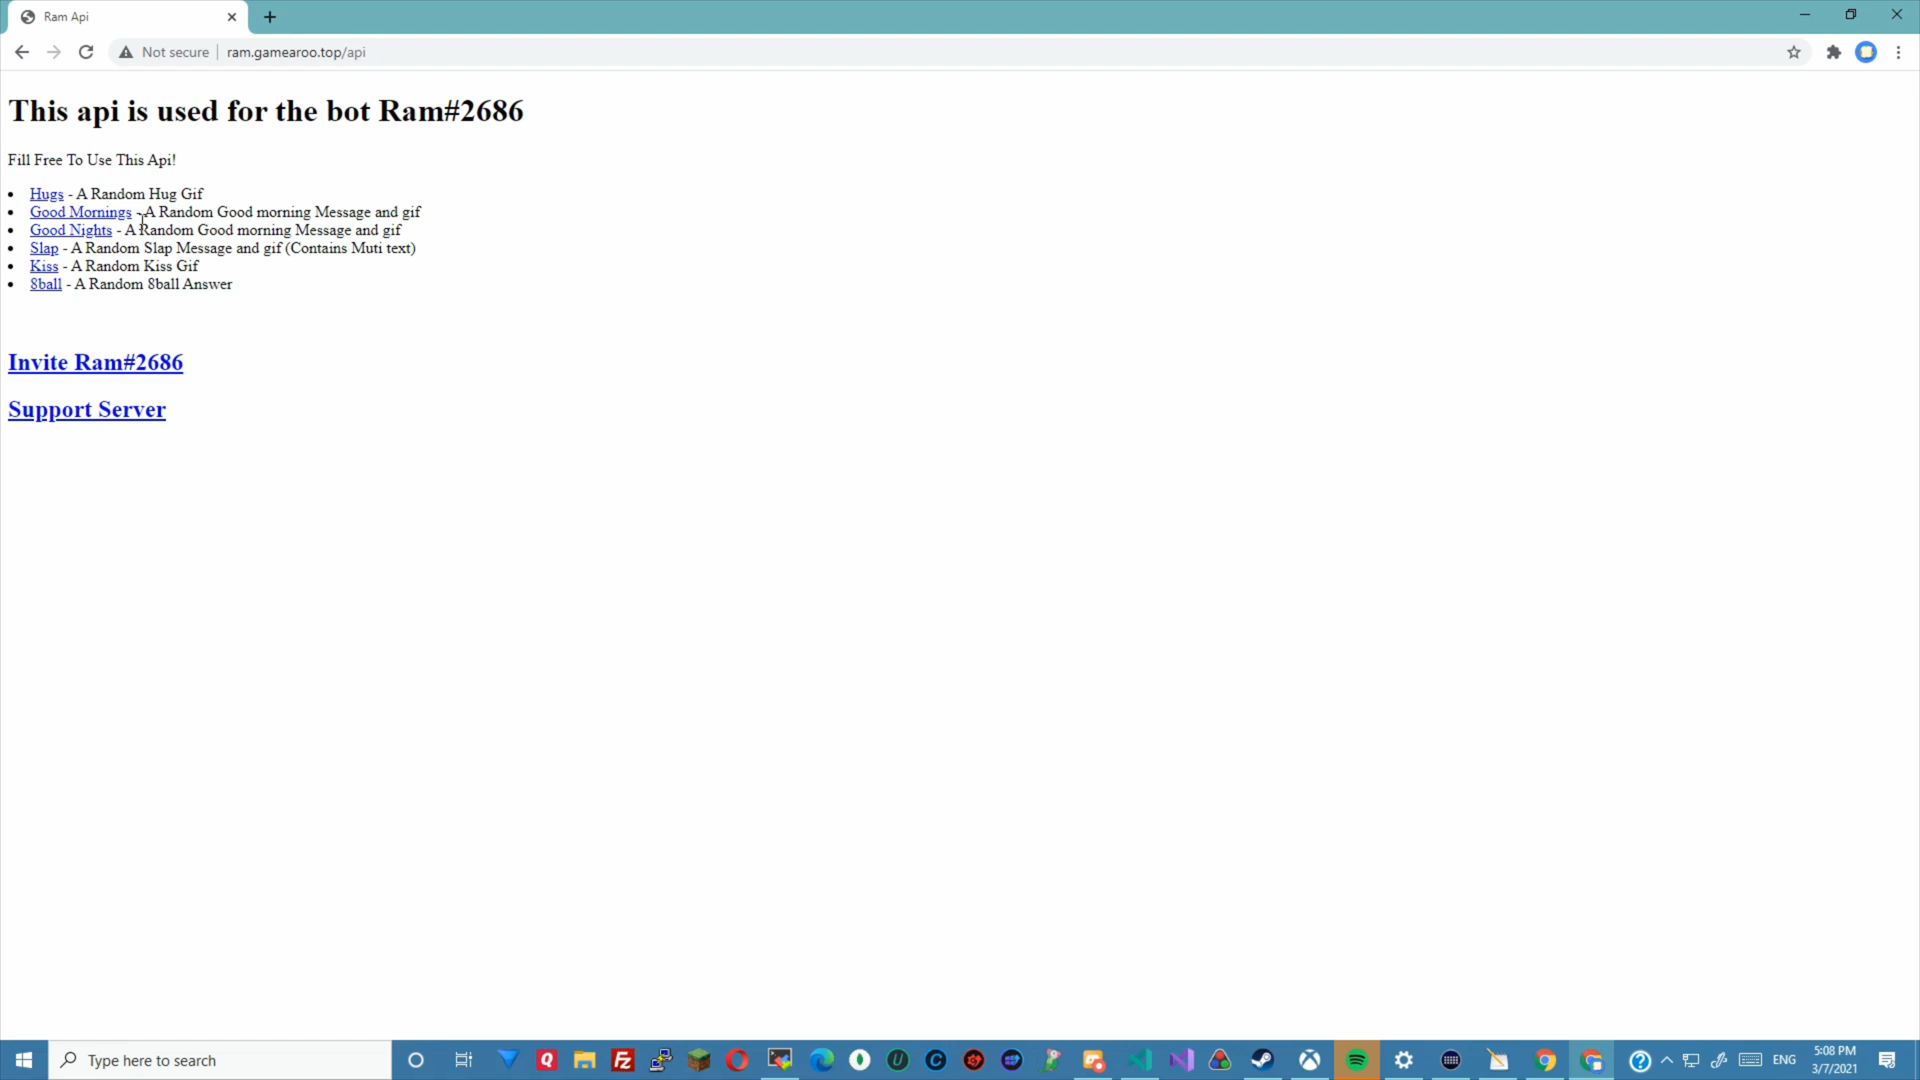 Ram Api
Not secure
ram.gamearoo.top/api
This api is used for the bot Ram#2686
Fill Free To Use This Api!
Hugs - A Random Hug Gif
Good Mornings - A Random Good morning Message and gif
Good Nights - A Random Good morning Message and gif
Slap - A Random Slap Message and gif (Contains Muti text)
Kiss - A Random Kiss Gif
8ball - A Random 8ball Answer
Invite Ram#2686
Support Server
Type here to search
ENG
5:08 PM
3/7/2021